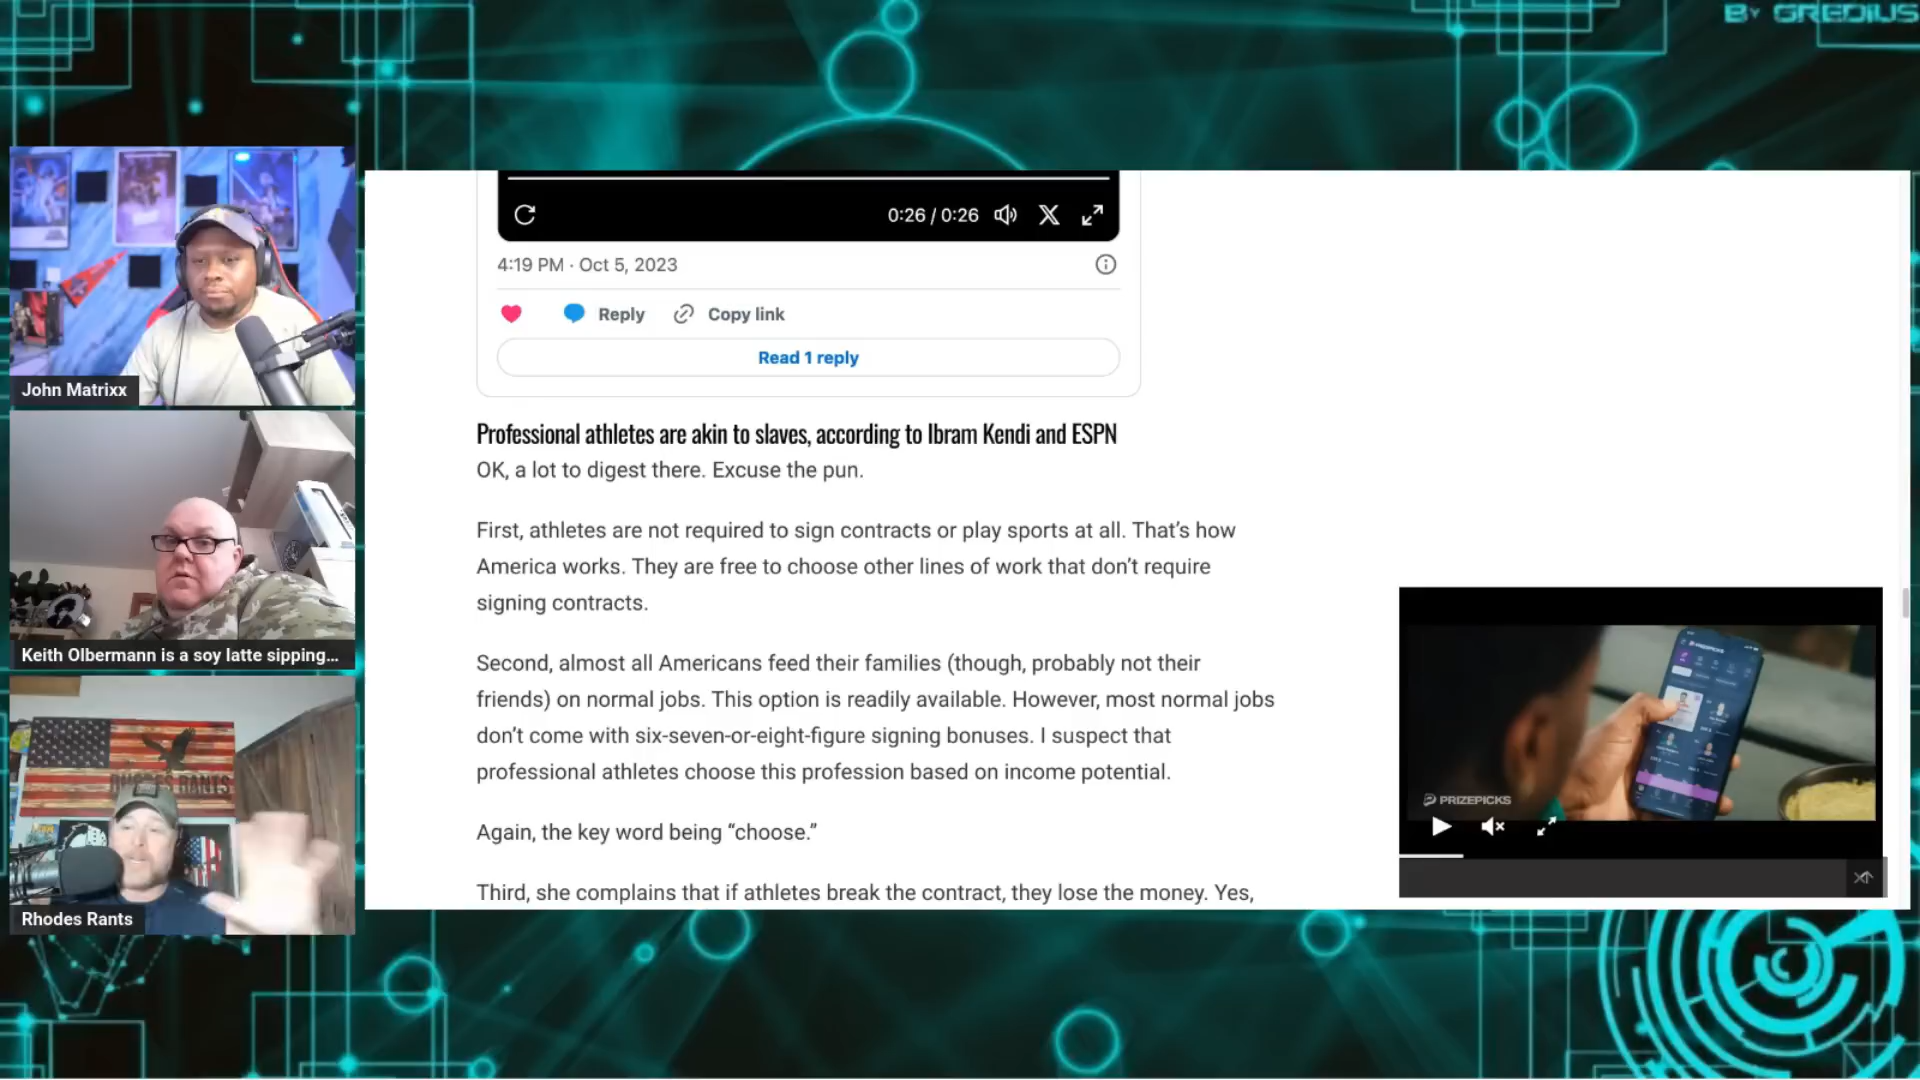 BY GREDIUS
0:26 / 0:26
4:19 PM · Oct 5, 2023
Reply
Copy link
Read 1 reply
Professional athletes are akin to slaves, according to Ibram Kendi and ESPN
OK, a lot to digest there. Excuse the pun.
First, athletes are not required to sign contracts or play sports at all. That’s how
America works. They are free to choose other lines of work that don’t require
signing contracts.
Second, almost all Americans feed their families (though, probably not their
friends) on normal jobs. This option is readily available. However, most normal jobs
don’t come with six-seven-or-eight-figure signing bonuses. I suspect that
professional athletes choose this profession based on income potential.
Again, the key word being “choose.”
Third, she complains that if athletes break the contract, they lose the money. Yes,
John Matrixx
Keith Olbermann is a soy latte sipping...
RHODES RANTS
Rhodes Rants
PRIZEPICKS